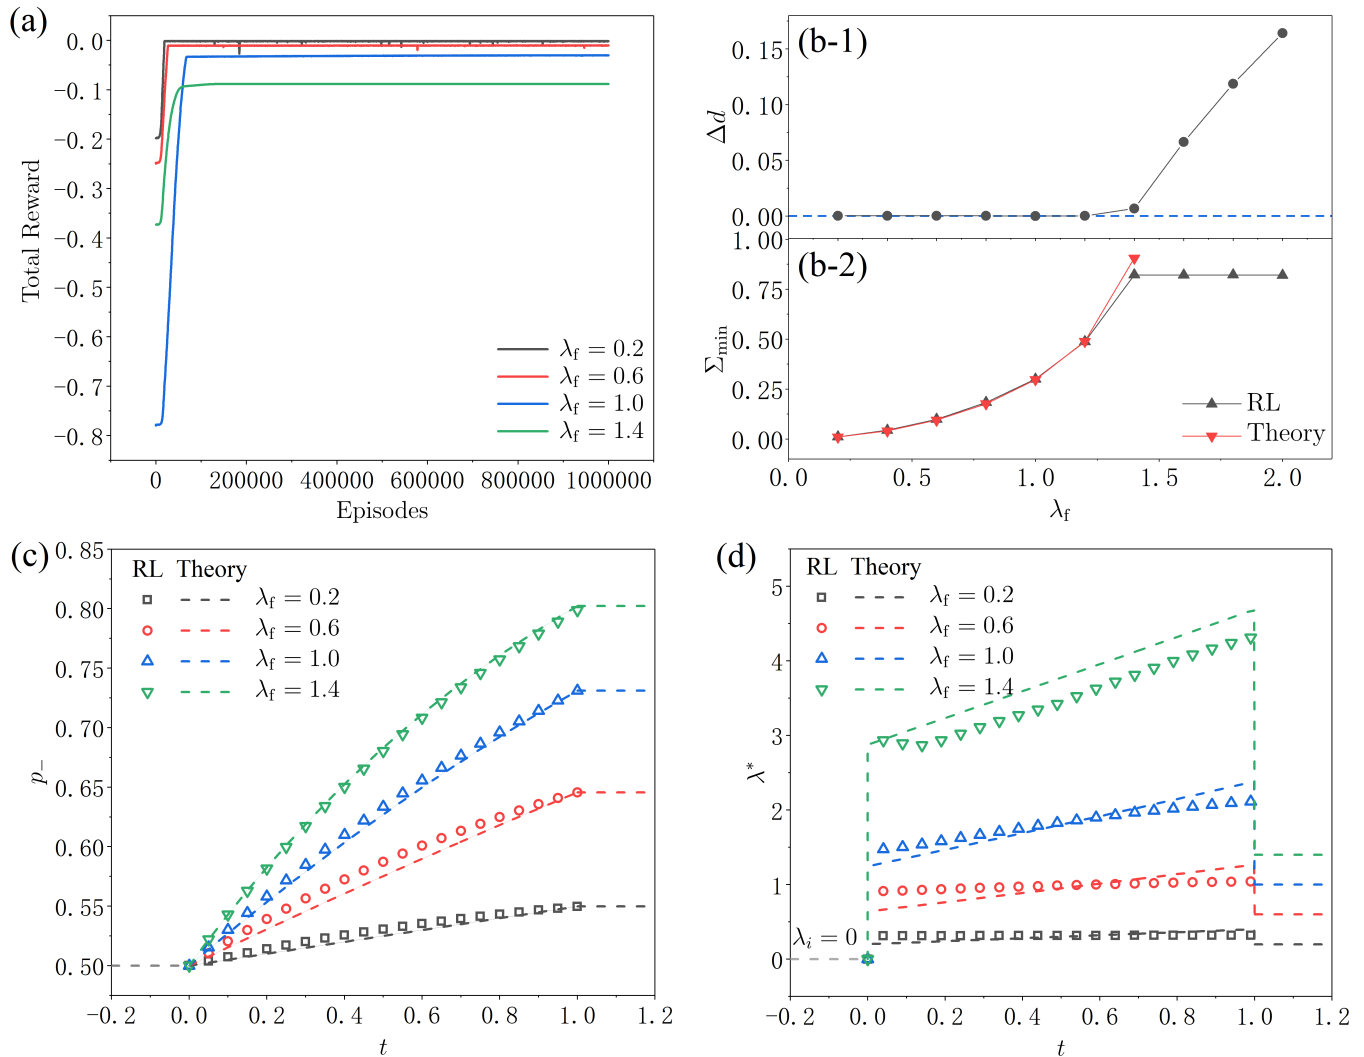 (a)
0.0
−0.1
−0.2
−0.3
−0.4
−0.5
−0.6
−0.7
−0.8
Total Reward
λf = 0.2
λf = 0.6
λf = 1.0
λf = 1.4
0 200000 400000 600000 800000 1000000
Episodes
(b-1)
0.15
0.10
0.05
0.00
Δd
(b-2)
1.00
0.75
0.50
0.25
0.00
Σmin
RL
Theory
0.0 0.5 1.0 1.5 2.0
λf
(c)
0.85
0.80
0.75
0.70
0.65
0.60
0.55
0.50
p−
RL Theory
λf = 0.2
λf = 0.6
λf = 1.0
λf = 1.4
−0.2 0.0 0.2 0.4 0.6 0.8 1.0 1.2
t
(d)
5
4
3
2
1
0
λ*
RL Theory
λf = 0.2
λf = 0.6
λf = 1.0
λf = 1.4
λi = 0
−0.2 0.0 0.2 0.4 0.6 0.8 1.0 1.2
t